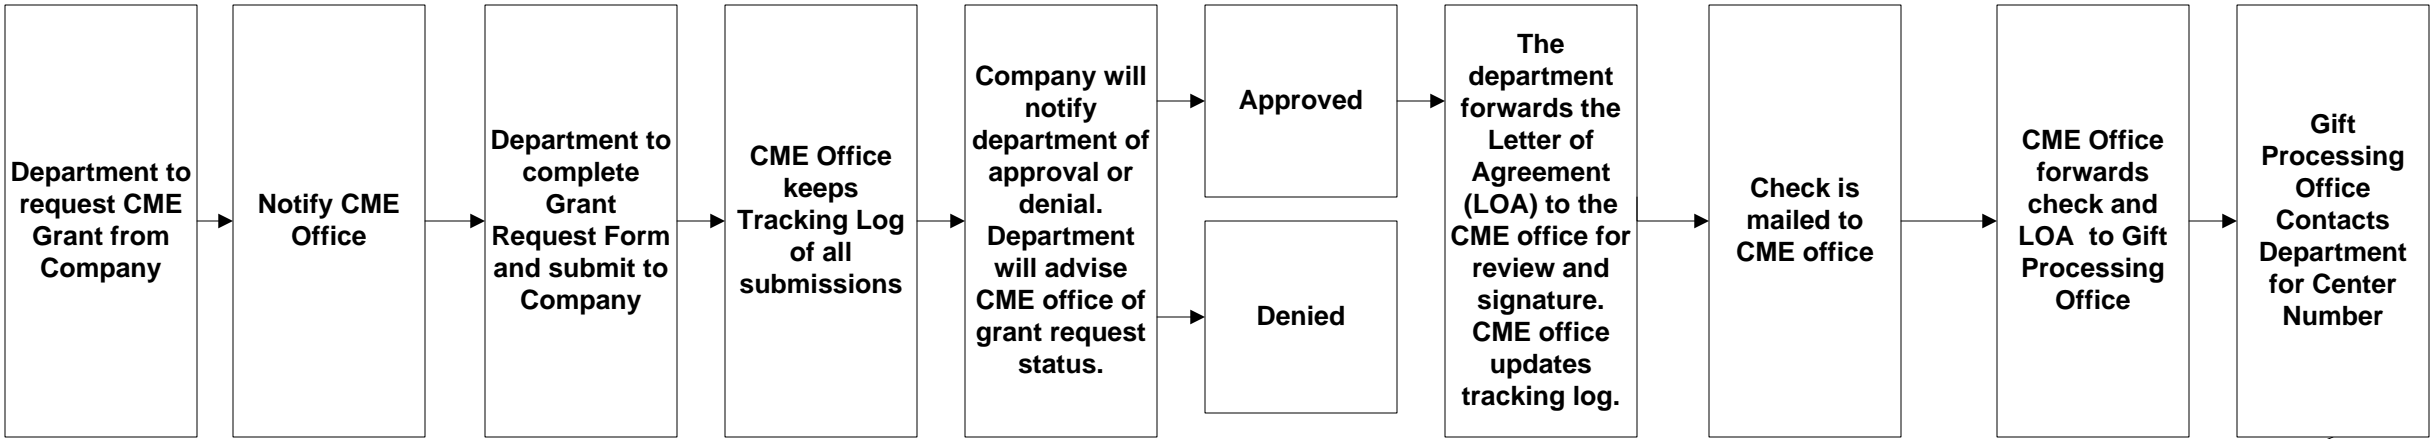 Department to
request CME
Grant from
Company
Notify CME
Office
Department to
complete
Grant
Request Form
and submit to
Company
CME Office
keeps
Tracking Log
of all
submissions
Company will
notify
department of
approval or
denial.
Department
will advise
CME office of
grant request
status.
Approved
Denied
The
department
forwards the
Letter of
Agreement
(LOA) to the
CME office for
review and
signature.
CME office
updates
tracking log.
Check is
mailed to
CME office
CME Office
forwards
check and
LOA  to Gift
Processing
Office
Gift
Processing
Office
Contacts
Department
for Center
Number